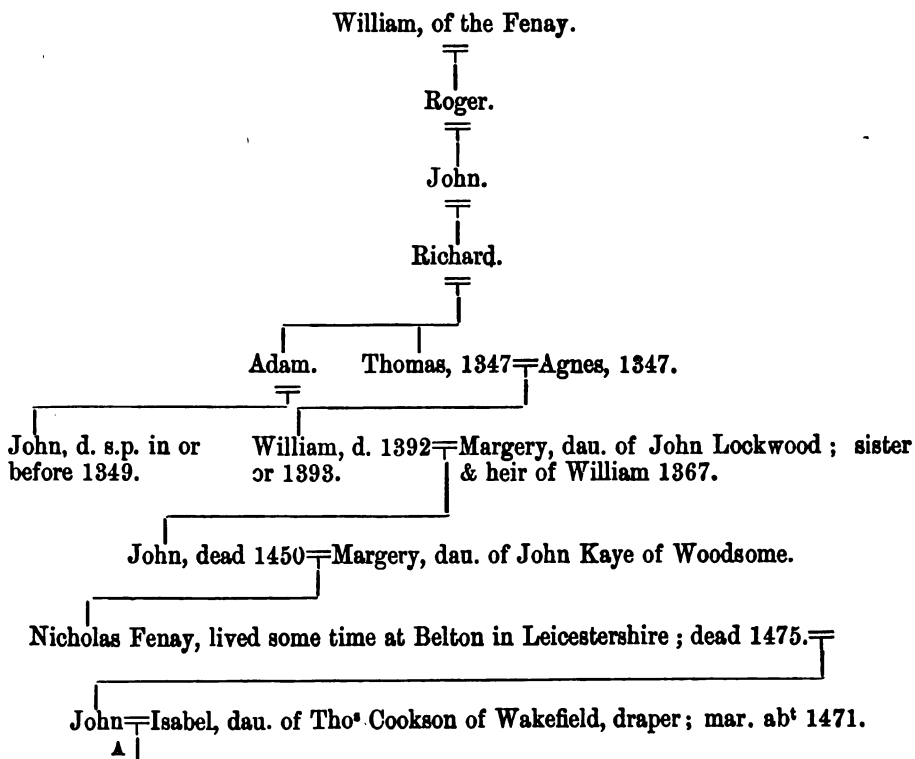 William, of the Fenay.
Roger.
John.
Richard.
Adam. Thomas, 1347 Agnes, 1347.
John, d. s.p. in or before 1349.
William, d. 1392 or 1393.
Margery, dau. of John Lockwood ; sister & heir of William 1367.
John, dead 1450 Margery, dau. of John Kaye of Woodsome.
Nicholas Fenay, lived some time at Belton in Leicestershire ; dead 1475.
John Isabel, dau. of Thoˢ Cookson of Wakefield, draper; mar. abᵗ 1471.
A